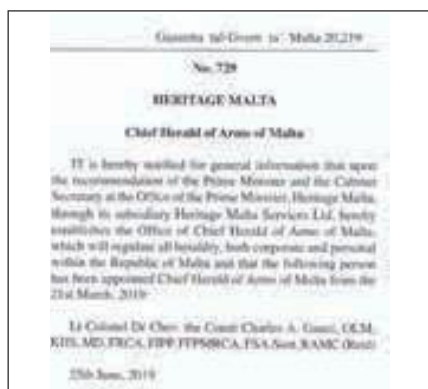 Gazzetta tal-Gvern ta' Malta 20,219
No. 729
HERITAGE MALTA
Chief Herald of Arms of Malta
IT is hereby notified for general information that upon
the recommendation of the Prime Minister and the Cabinet
Secretary at the Office of the Prime Minister, Heritage Malta,
through its subsidiary Heritage Malta Services Ltd, hereby
establishes the Office of Chief Herald of Arms of Malta,
which will regulate all heraldry, both corporate and personal
within the Republic of Malta and that the following person
has been appointed Chief Herald of Arms of Malta from the
21st March, 2019:
Lt Colonel Dr Chev. the Count Charles A. Gauci, OLM,
KHS, MD, FRCA, FIPP, FFPMRCA, FSA Scot, RAMC (Retd)
25th June, 2019